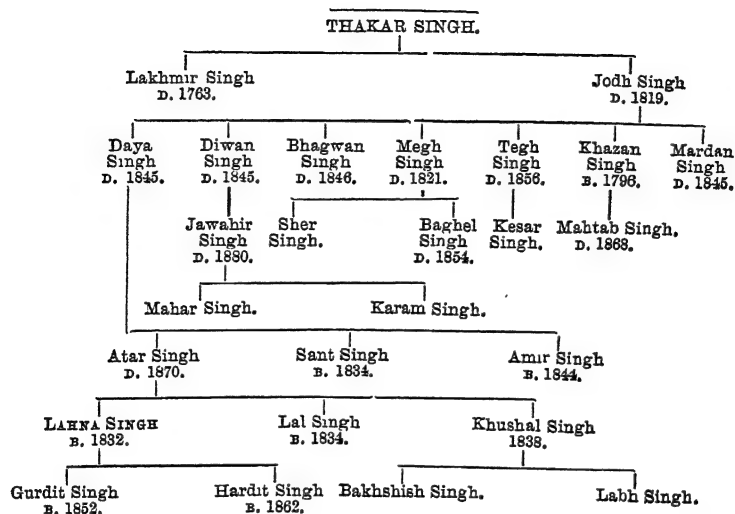 THAKAR SINGH.
Lakhmir Singh
D. 1763.
Jodh Singh
D. 1819.
Daya
Singh
D. 1845.
Diwan
Singh
D. 1845.
Bhagwan
Singh
D. 1846.
Megh
Singh
D. 1821.
Tegh
Singh
D. 1856.
Khazan
Singh
B. 1796.
Mardan
Singh
D. 1845.
Jawahir
Singh
D. 1880.
Sher
Singh.
Baghel
Singh
D. 1854.
Kesar
Singh.
Mahtab Singh.
D. 1868.
Mahar Singh.
Karam Singh.
Atar Singh
D. 1870.
Sant Singh
B. 1834.
Amir Singh
B. 1844.
LAHNA SINGH
B. 1832.
Lal Singh
B. 1834.
Khushal Singh
1838.
Gurdit Singh
B. 1852.
Hardit Singh
B. 1862.
Bakhshish Singh.
Labh Singh.